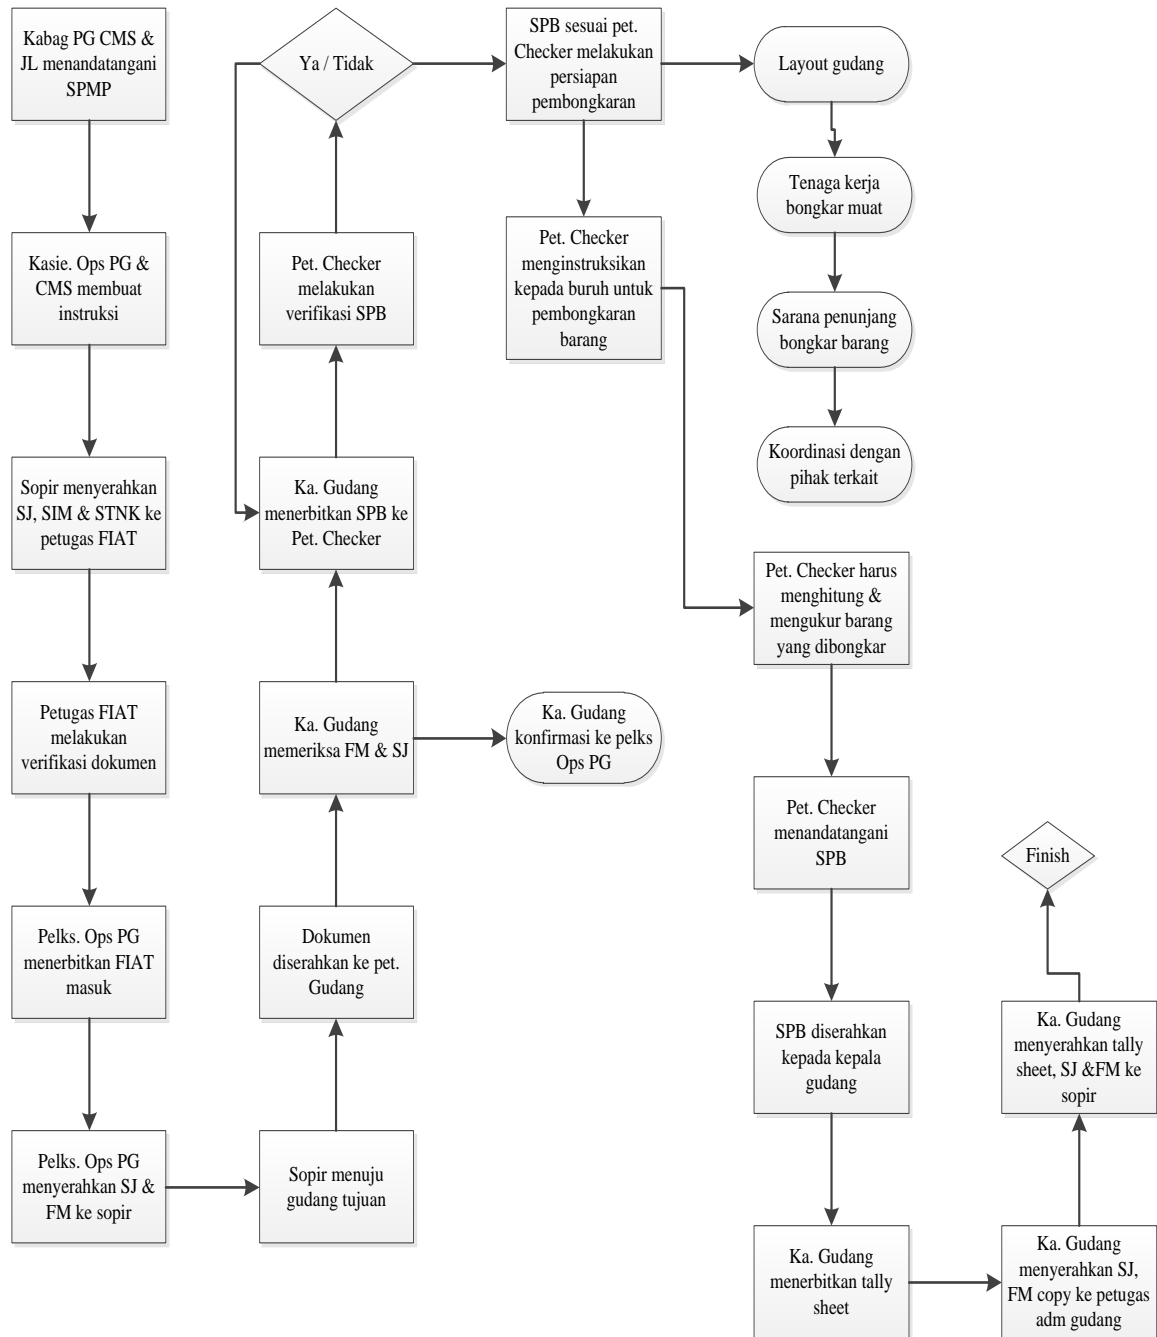 Kabag PG CMS &
JL menandatangani
SPMP
Kasie. Ops PG &
CMS membuat
instruksi
Sopir menyerahkan
SJ, SIM & STNK ke
petugas FIAT
Petugas FIAT
melakukan
verifikasi dokumen
Pelks. Ops PG
menerbitkan FIAT
masuk
Pelks. Ops PG
menyerahkan SJ &
FM ke sopir
Sopir menuju
gudang tujuan
Dokumen
diserahkan ke pet.
Gudang
Ka. Gudang
memeriksa FM & SJ
Ka. Gudang
konfirmasi ke pelks
Ops PG
Ka. Gudang
menerbitkan SPB ke
Pet. Checker
Pet. Checker
melakukan
verifikasi SPB
Ya / Tidak
SPB sesuai pet.
Checker melakukan
persiapan
pembongkaran
Layout gudang
Tenaga kerja
bongkar muat
Sarana penunjang
bongkar barang
Koordinasi dengan
pihak terkait
Pet. Checker
menginstruksikan
kepada buruh untuk
pembongkaran
barang
Pet. Checker harus
menghitung &
mengukur barang
yang dibongkar
Pet. Checker
menandatangani
SPB
SPB diserahkan
kepada kepala
gudang
Ka. Gudang
menerbitkan tally
sheet
Ka. Gudang
menyerahkan SJ,
FM copy ke petugas
adm gudang
Ka. Gudang
menyerahkan tally
sheet, SJ &FM ke
sopir
Finish